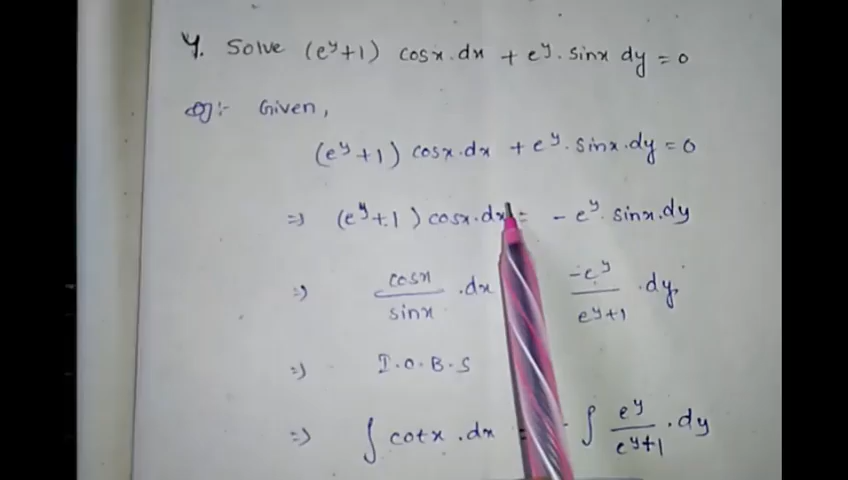 4. Solve (e^y+1) cosx.dx + e^y. sinx dy = 0
Sol:- Given,
(e^y+1) cosx.dx + e^y. sinx.dy = 0
=) (e^y+1) cosx.dx = - e^y. sinx.dy
=) cosx/sinx .dx -e^y/e^y+1 .dy
=) I.O.B.S
=) ∫ cotx .dx = - ∫ e^y/e^y+1 .dy